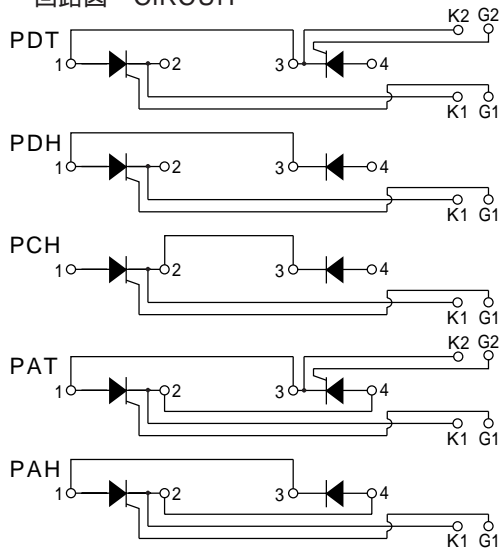 回路図 CIRCUIT
K2 G2
PDT
1 2 3 4
K1 G1
PDH
1 2 3 4
K1 G1
PCH
1 2 3 4
K1 G1
K2 G2
PAT
1 2 3 4
K1 G1
PAH
1 2 3 4
K1 G1